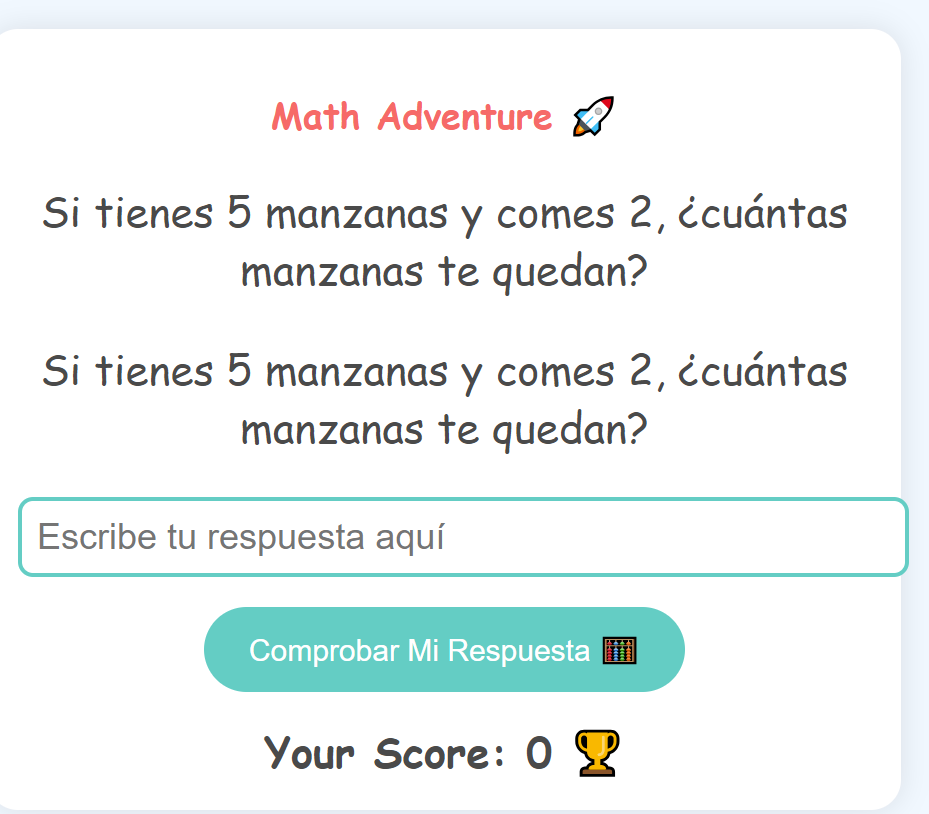 Math Adventure 🚀
Si tienes 5 manzanas y comes 2, ¿cuántas
manzanas te quedan?
Si tienes 5 manzanas y comes 2, ¿cuántas
manzanas te quedan?
Escribe tu respuesta aquí
Comprobar Mi Respuesta 🧮
Your Score: 0 🏆